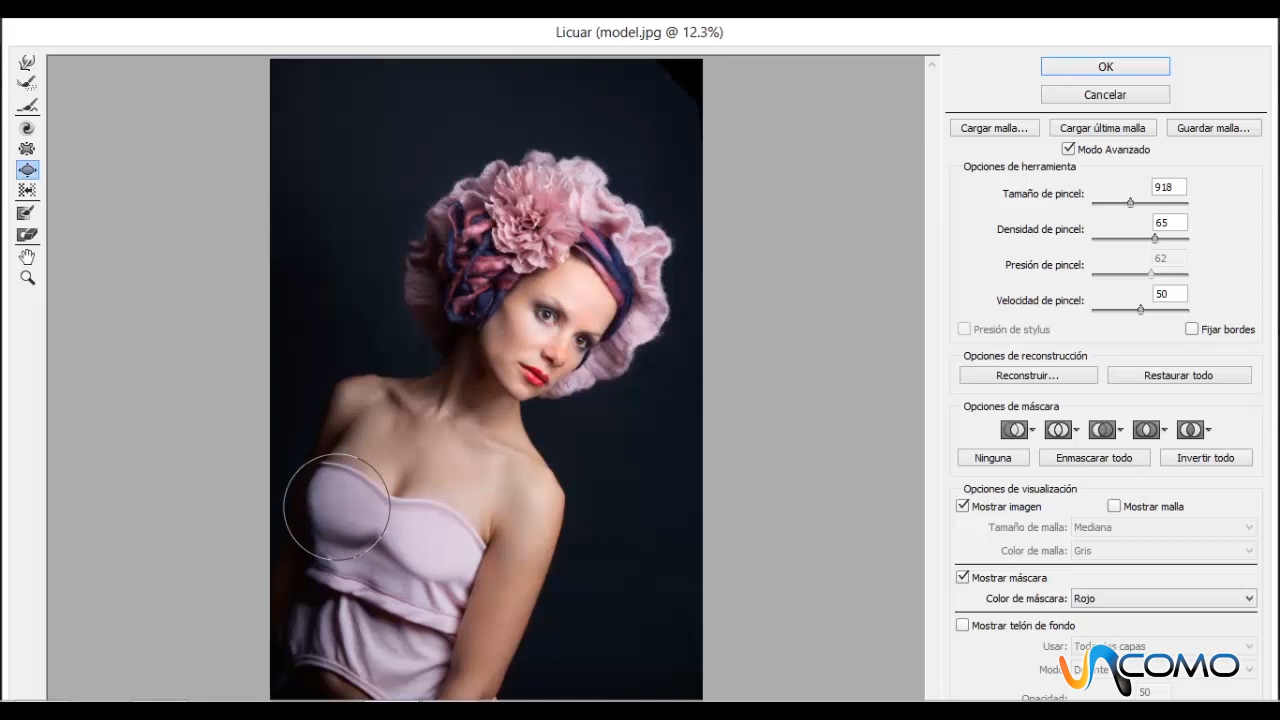 Licuar (model.jpg @ 12.3%)
OK
Cancelar
Cargar malla...
Cargar última malla
Guardar malla...
Modo Avanzado
Opciones de herramienta
Tamaño de pincel: 918
Densidad de pincel: 65
Presión de pincel: 62
Velocidad de pincel: 50
Presión de stylus
Fijar bordes
Opciones de reconstrucción
Reconstruir...
Restaurar todo
Opciones de máscara
Ninguna
Enmascarar todo
Invertir todo
Opciones de visualización
Mostrar imagen
Mostrar malla
Tamaño de malla: Mediana
Color de malla: Gris
Mostrar máscara
Color de máscara: Rojo
Mostrar telón de fondo
Usar: capas
COMO
50